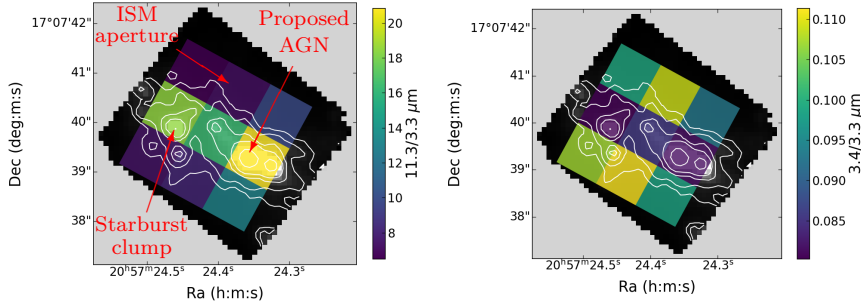 ISM
aperture
Proposed
AGN
Starburst
clump
17°07'42"
41"
40"
39"
38"
Dec (deg:m:s)
20ʰ57ᵐ24.5ˢ
24.4ˢ
24.3ˢ
Ra (h:m:s)
20
18
16
14
12
10
8
11.3/3.3 μm
17°07'42"
41"
40"
39"
38"
Dec (deg:m:s)
20ʰ57ᵐ24.5ˢ
24.4ˢ
24.3ˢ
Ra (h:m:s)
0.110
0.105
0.100
0.095
0.090
0.085
3.4/3.3 μm